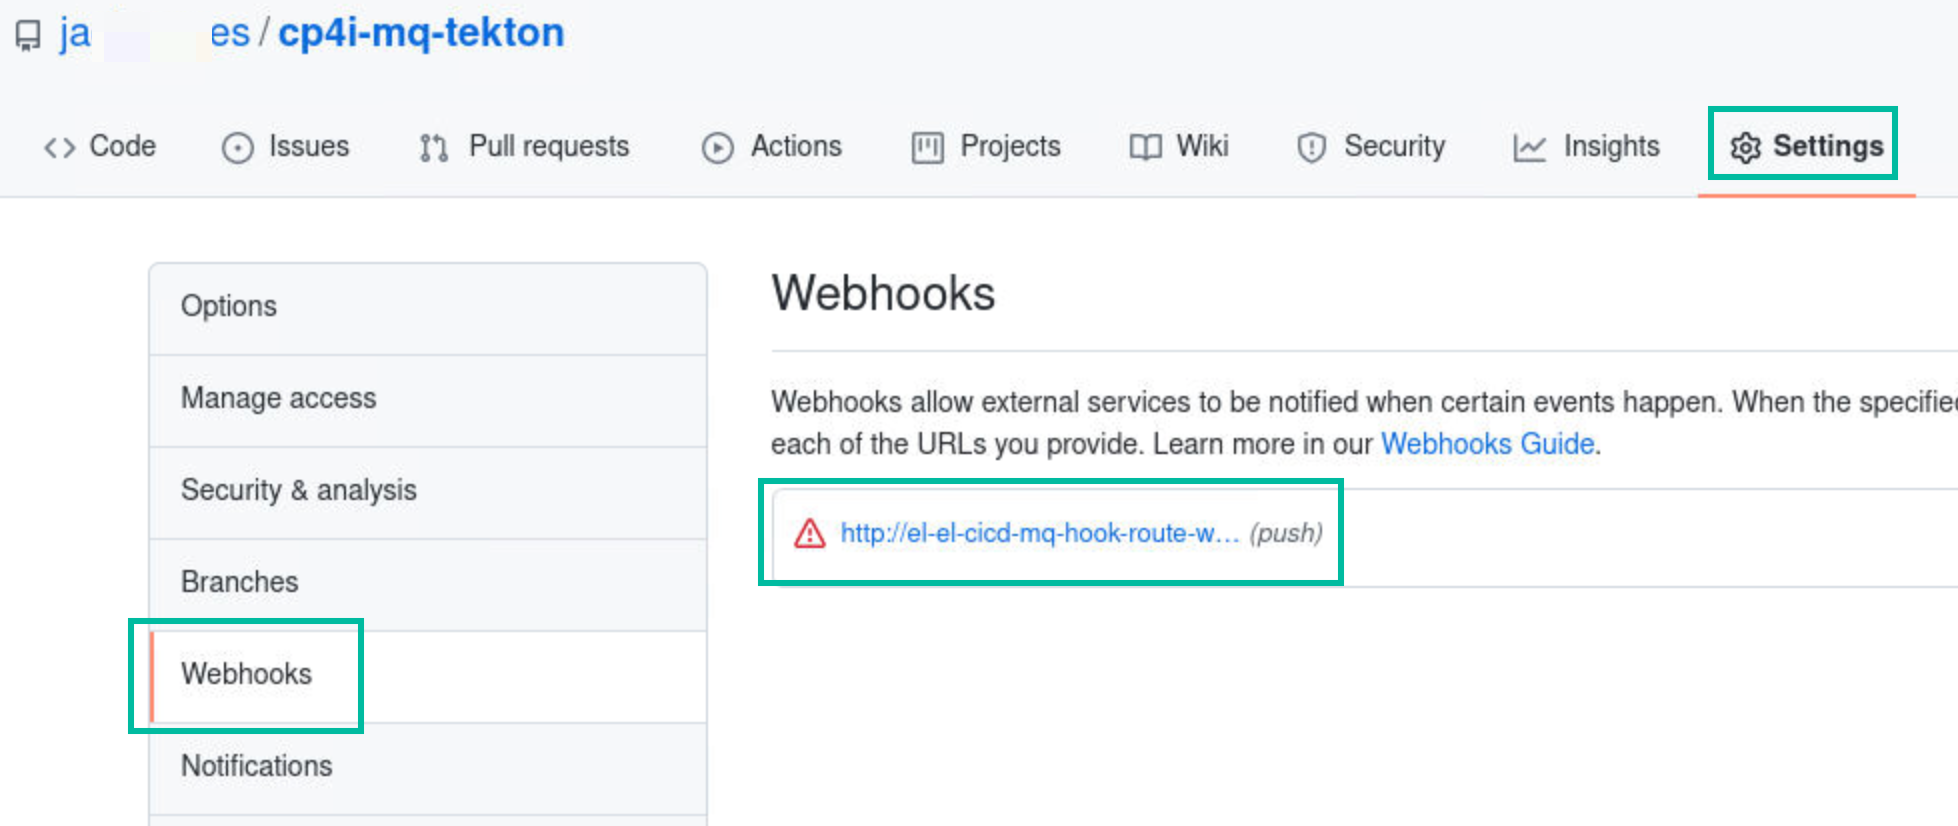 ja es / cp4i-mq-tekton
Code Issues Pull requests Actions Projects Wiki Security Insights Settings
Options
Manage access
Security & analysis
Branches
Webhooks
Notifications
Webhooks
Webhooks allow external services to be notified when certain events happen. When the
each of the URLs you provide. Learn more in our Webhooks Guide.
http://el-el-cicd-mq-hook-route-w... (push)